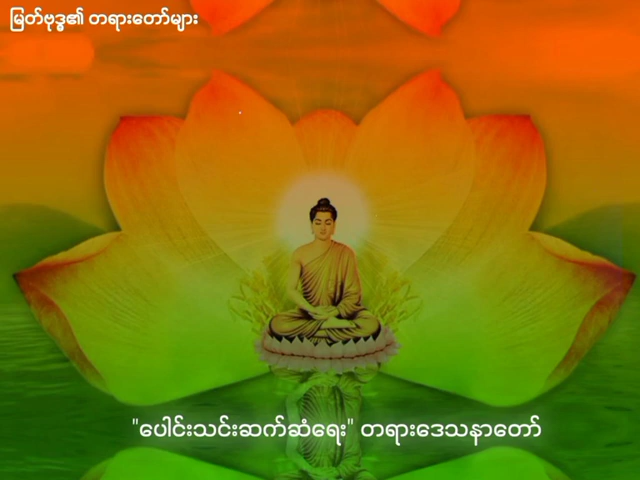 မြတ်ဗုဒ္ဓ၏ တရားတော်များ
"ပေါင်းသင်းဆက်ဆံရေး" တရားဒေသနာတော်